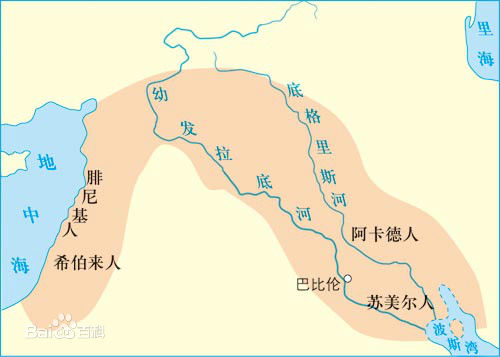 里海
幼发拉底河
底格里斯河
地中海
腓尼基人
希伯来人
阿卡德人
巴比伦
苏美尔人
波斯湾
Bai百科